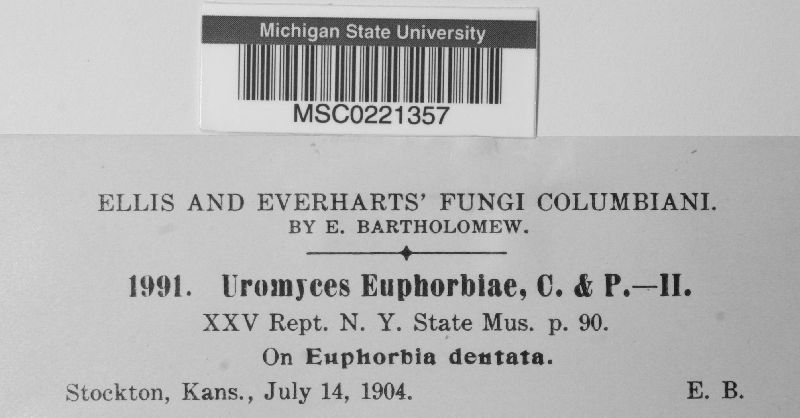 Michigan State University
MSC0221357
ELLIS AND EVERHARTS' FUNGI COLUMBIANI.
BY E. BARTHOLOMEW.
1991. Uromyces Euphorbiae, C. & P.—II.
XXV Rept. N. Y. State Mus. p. 90.
On Euphorbia dentata.
Stockton, Kans., July 14, 1904. E. B.